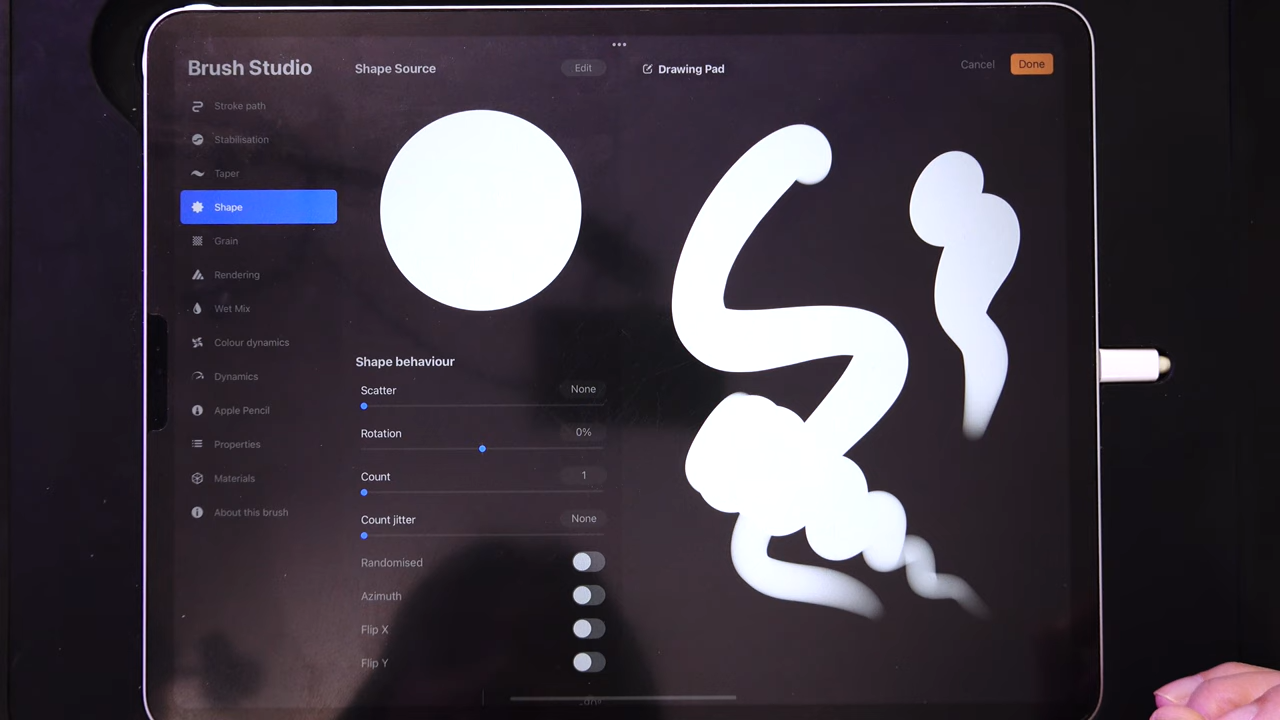 Brush Studio
Stroke path
Stabilisation
Taper
Shape
Grain
Rendering
Wet Mix
Colour dynamics
Dynamics
Apple Pencil
Properties
Materials
About this brush
Shape Source
Edit
Shape behaviour
Scatter None
Rotation 0%
Count 1
Count jitter None
Randomised
Azimuth
Flip X
Flip Y
Drawing Pad
Cancel
Done